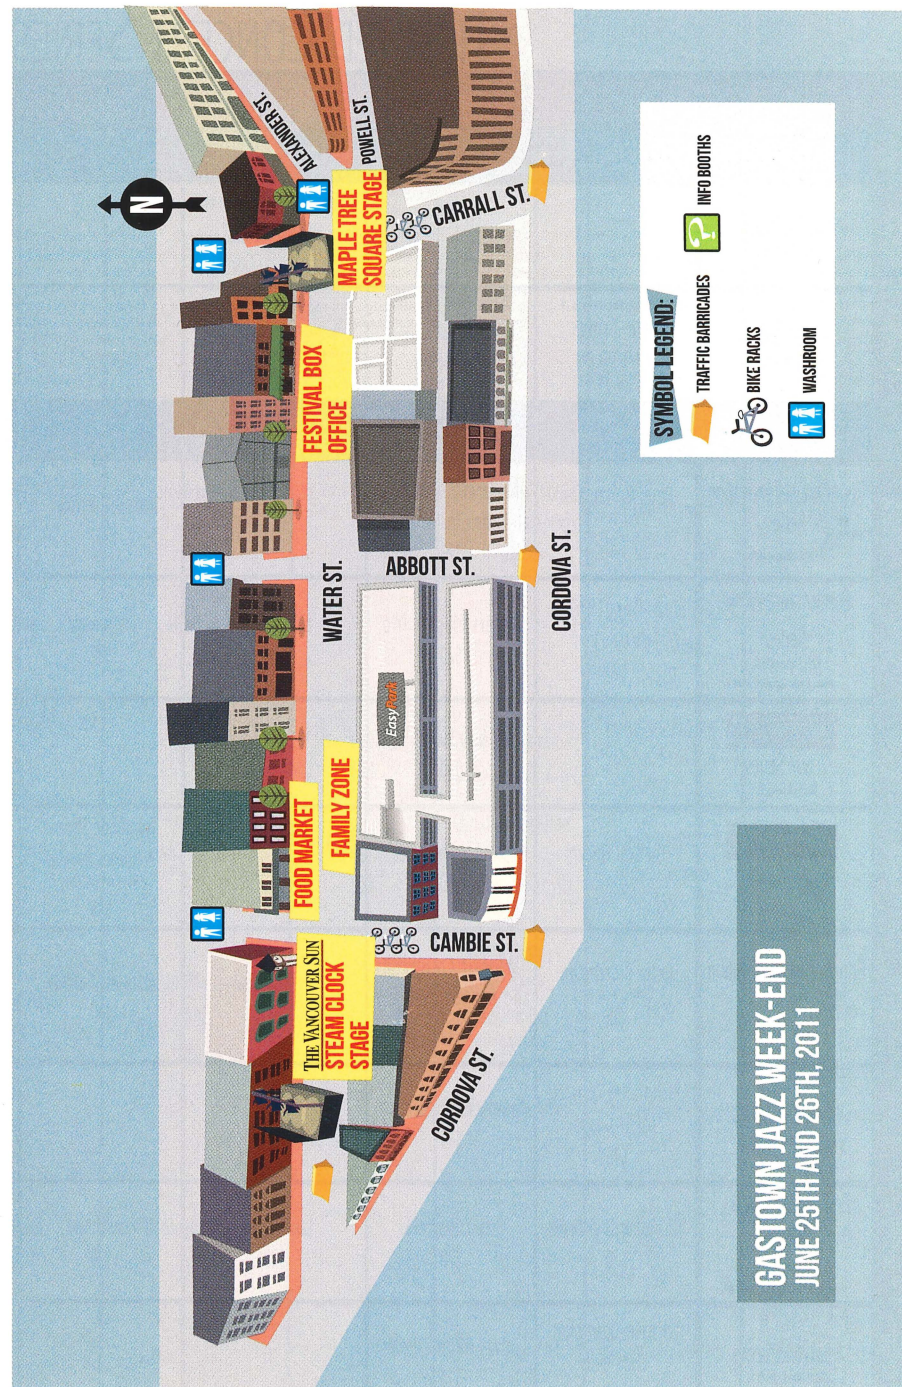 ALEXANDER ST.
POWELL ST.
N
MAPLE TREE
SQUARE STAGE
CARRALL ST.
FESTIVAL BOX
OFFICE
WATER ST.
ABBOTT ST.
CORDOVA ST.
EasyPark
FOOD MARKET
FAMILY ZONE
THE VANCOUVER SUN
STEAM CLOCK
STAGE
CAMBIE ST.
CORDOVA ST.
SYMBOL LEGEND:
TRAFFIC BARRICADES
INFO BOOTHS
?
BIKE RACKS
WASHROOM
GASTOWN JAZZ WEEK-END
JUNE 25TH AND 26TH, 2011